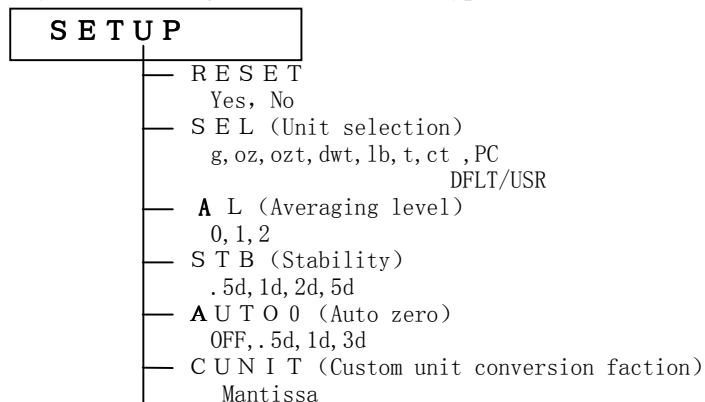 SETUP
RESET
Yes, No
SEL (Unit selection)
g,oz,ozt,dwt,lb,t,ct ,PC
DFLT/USR
AL (Averaging level)
0,1,2
STB (Stability)
.5d,1d,2d,5d
AUTO0 (Auto zero)
OFF,.5d,1d,3d
CUNIT (Custom unit conversion faction)
Mantissa